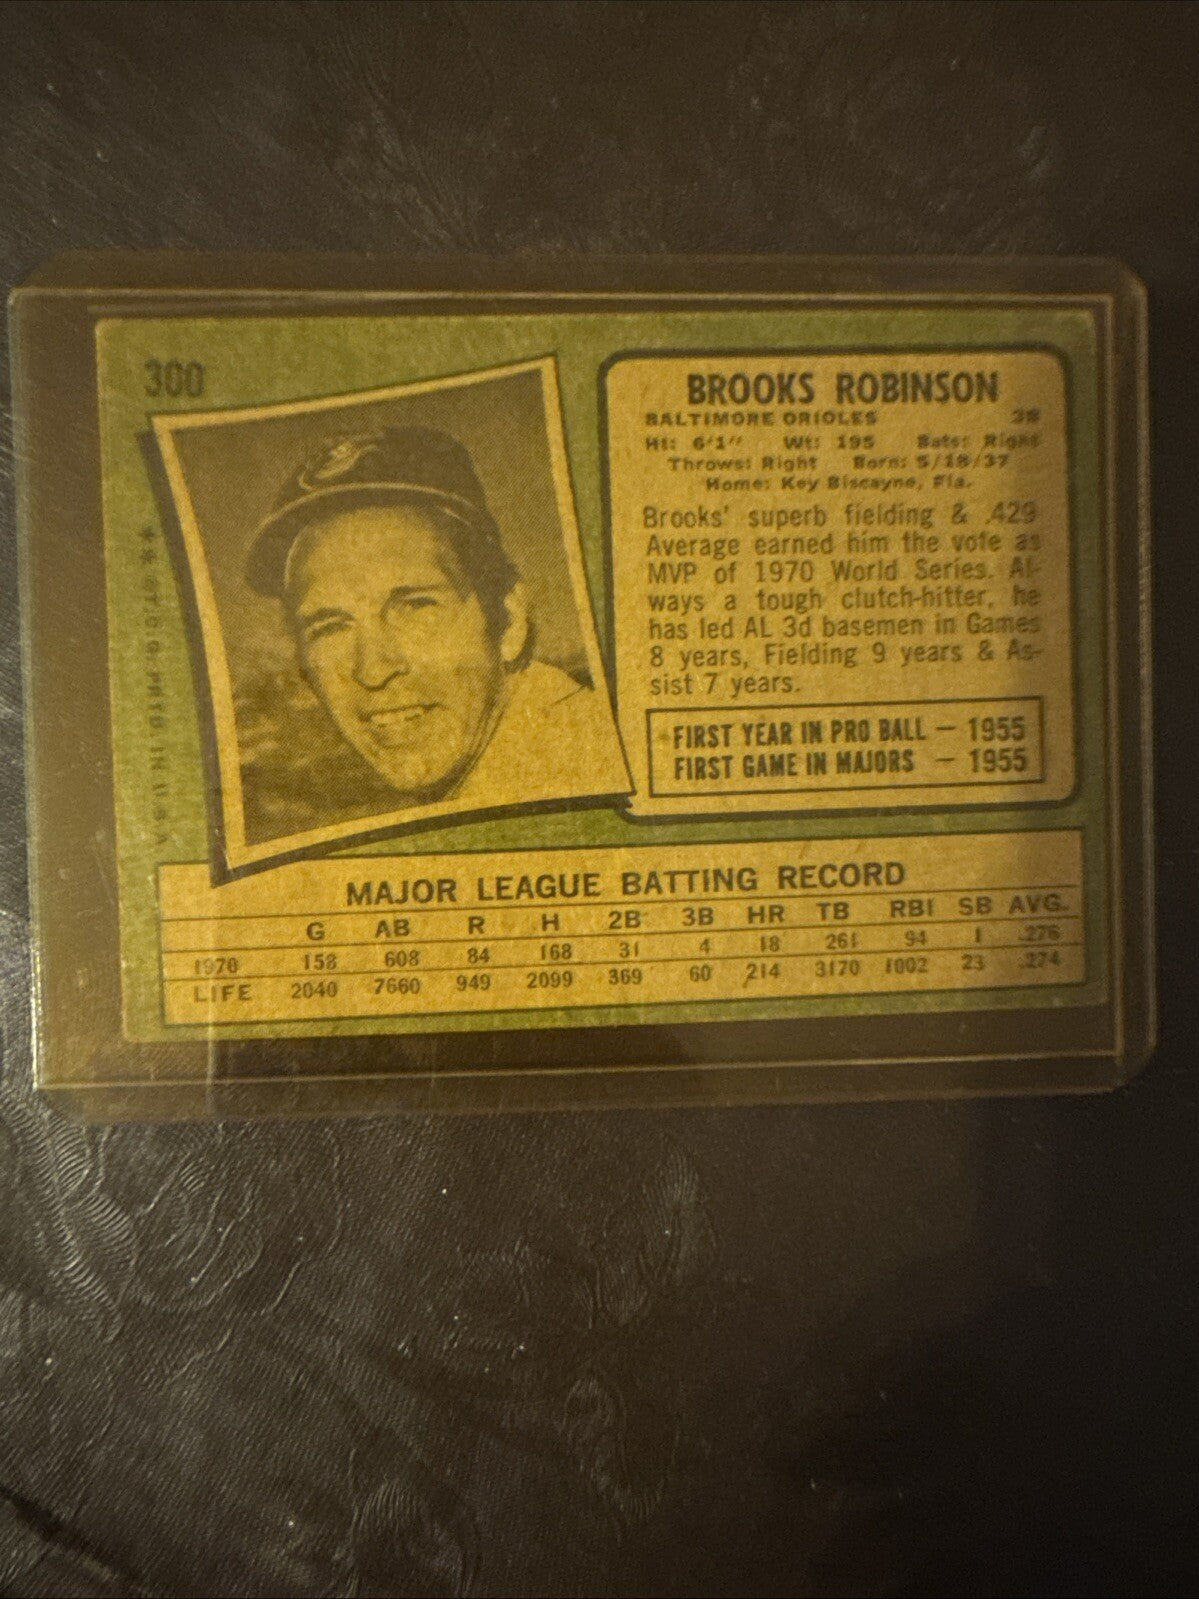 300
BROOKS ROBINSON
BALTIMORE ORIOLES 3B
Ht: 6'1" Wt: 195 Bats: Right
Throws: Right Born: 5/18/37
Home: Key Biscayne, Fla.
Brooks' superb fielding & .429
Average earned him the vote as
MVP of 1970 World Series. Al-
ways a tough clutch-hitter, he
has led AL 3d basemen in Games
8 years, Fielding 9 years & As-
sist 7 years.
FIRST YEAR IN PRO BALL — 1955
FIRST GAME IN MAJORS — 1955
** © T.C.G. PRTD. IN U.S.A.
MAJOR LEAGUE BATTING RECORD
G AB R H 2B 3B HR TB RBI SB AVG.
1970 158 608 84 168 31 4 18 261 94 1 .276
LIFE 2040 7660 949 2099 369 60 214 3170 1002 23 .274